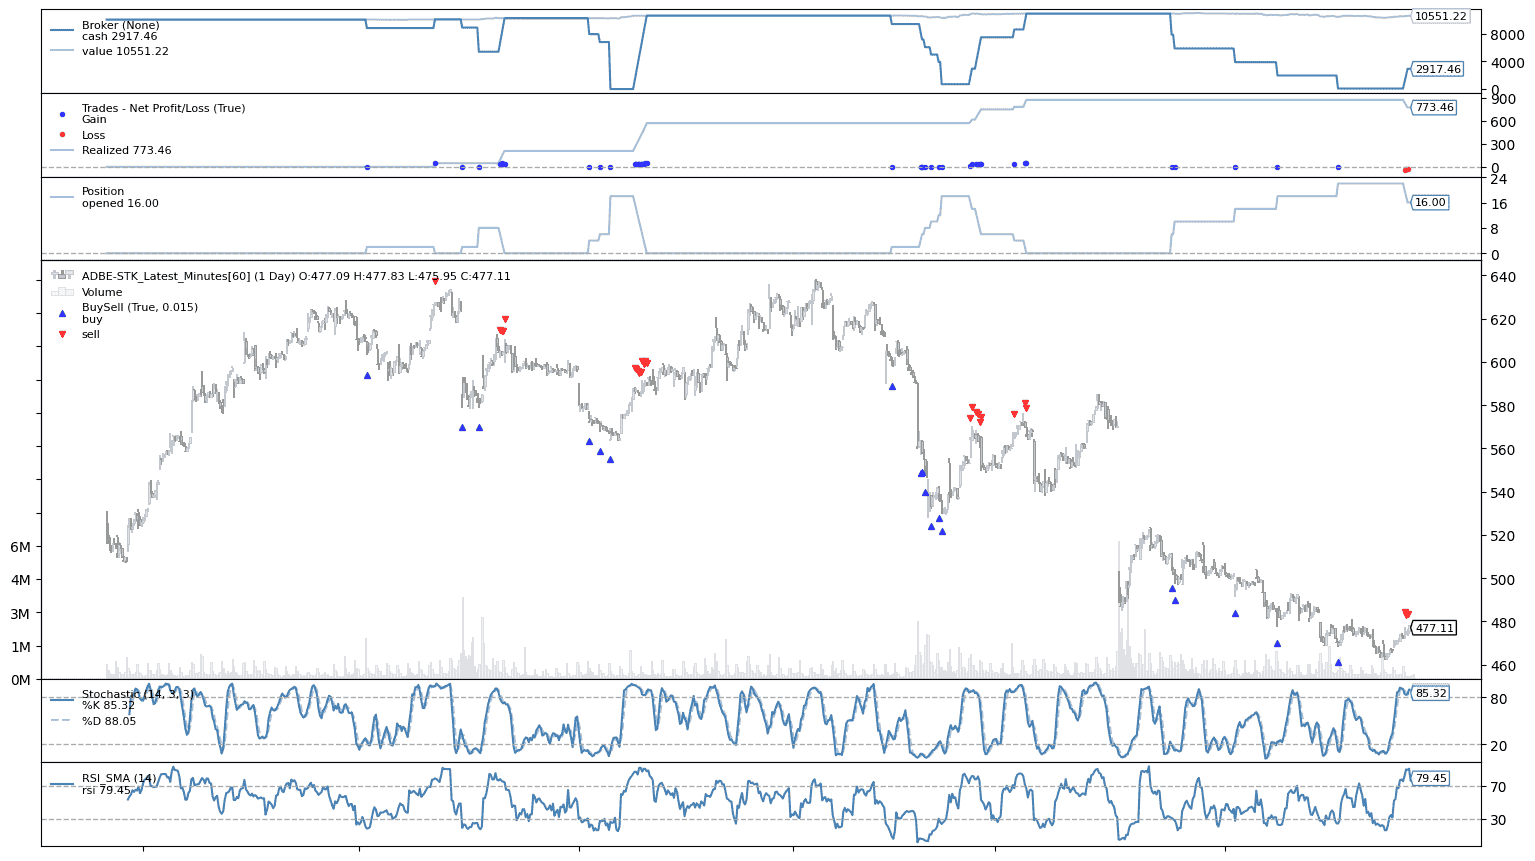 Broker (None)
cash 2917.46
value 10551.22
10551.22
8000
4000
2917.46
0
Trades - Net Profit/Loss (True)
Gain
Loss
Realized 773.46
900
773.46
600
300
0
Position
opened 16.00
24
16
16.00
8
0
ADBE-STK_Latest_Minutes[60] (1 Day) O:477.09 H:477.83 L:475.95 C:477.11
Volume
BuySell (True, 0.015)
buy
sell
640
620
600
580
560
540
520
500
480
477.11
460
6M
4M
3M
1M
0M
Stochastic (14, 3, 3)
%K 85.32
%D 88.05
85.32
80
20
RSI_SMA (14)
rsi 79.45
79.45
70
30